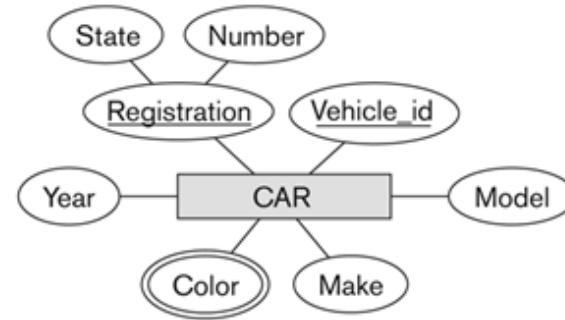 State
Number
Registration
Vehicle_id
Year
CAR
Model
Color
Make